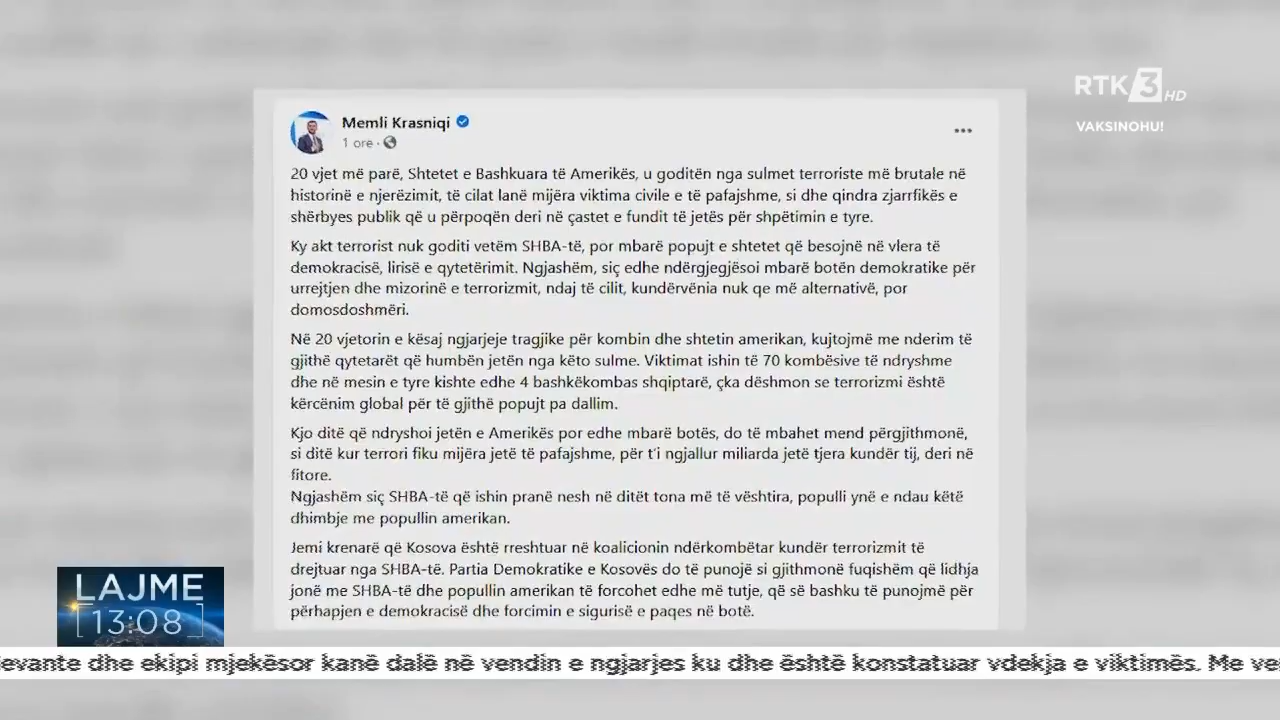 RTK 3 HD
VAKSINOHU!
Memli Krasniqi
1 ore ·
20 vjet më parë, Shtetet e Bashkuara të Amerikës, u goditën nga sulmet terroriste më brutale në
historinë e njerëzimit, të cilat lanë mijëra viktima civile e të pafajshme, si dhe qindra zjarrfikës e
shërbyes publik që u përpoqën deri në çastet e fundit të jetës për shpëtimin e tyre.
Ky akt terrorist nuk goditi vetëm SHBA-të, por mbarë popujt e shtetet që besojnë në vlera të
demokracisë, lirisë e qytetërimit. Ngjashëm, siç edhe ndërgjegjësoi mbarë botën demokratike për
urrejtjen dhe mizorinë e terrorizmit, ndaj të cilit, kundërvënia nuk qe më alternativë, por
domosdoshmëri.
Në 20 vjetorin e kësaj ngjarjeje tragjike për kombin dhe shtetin amerikan, kujtojmë me nderim të
gjithë qytetarët që humbën jetën nga këto sulme. Viktimat ishin të 70 kombësive të ndryshme
dhe në mesin e tyre kishte edhe 4 bashkëkombas shqiptarë, çka dëshmon se terrorizmi është
kërcënim global për të gjithë popujt pa dallim.
Kjo ditë që ndryshoi jetën e Amerikës por edhe mbarë botës, do të mbahet mend përgjithmonë,
si ditë kur terrori fiku mijëra jetë të pafajshme, për t'i ngjallur miliarda jetë tjera kundër tij, deri në
fitore.
Ngjashëm siç SHBA-të që ishin pranë nesh në ditët tona më të vështira, populli ynë e ndau këtë
dhimbje me popullin amerikan.
Jemi krenarë që Kosova është rreshtuar në koalicionin ndërkombëtar kundër terrorizmit të
drejtuar nga SHBA-të. Partia Demokratike e Kosovës do të punojë si gjithmonë fuqishëm që lidhja
jonë me SHBA-të dhe popullin amerikan të forcohet edhe më tutje, që së bashku të punojmë për
përhapjen e demokracisë dhe forcimin e sigurisë e paqes në botë.
LAJME
13:08
levante dhe ekipi mjekësor kanë dalë në vendin e ngjarjes ku dhe është konstatuar vdekja e viktimës. Me ve